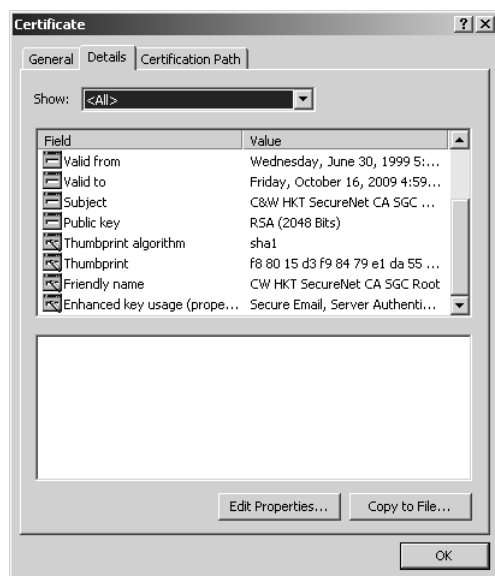 Certificate
General Details Certification Path
Show: <All>
Field Value
Valid from Wednesday, June 30, 1999 5:...
Valid to Friday, October 16, 2009 4:59...
Subject C&W HKT SecureNet CA SGC ...
Public key RSA (2048 Bits)
Thumbprint algorithm sha1
Thumbprint f8 80 15 d3 f9 84 79 e1 da 55 ...
Friendly name CW HKT SecureNet CA SGC Root
Enhanced key usage (prope... Secure Email, Server Authenti...
Edit Properties... Copy to File...
OK